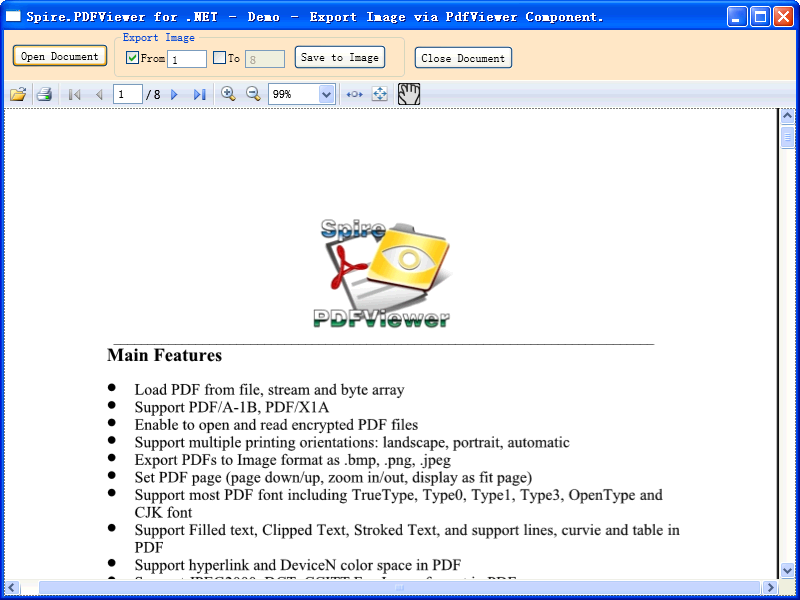 Spire.PDFViewer for .NET - Demo - Export Image via PdfViewer Component.
Open Document
Export Image
From 1
To 8
Save to Image
Close Document
1 / 8
99%
Spire
PDFViewer
Main Features
● Load PDF from file, stream and byte array
● Support PDF/A-1B, PDF/X1A
● Enable to open and read encrypted PDF files
● Support multiple printing orientations: landscape, portrait, automatic
● Export PDFs to Image format as .bmp, .png, .jpeg
● Set PDF page (page down/up, zoom in/out, display as fit page)
● Support most PDF font including TrueType, Type0, Type1, Type3, OpenType and
CJK font
● Support Filled text, Clipped Text, Stroked Text, and support lines, curvie and table in
PDF
● Support hyperlink and DeviceN color space in PDF